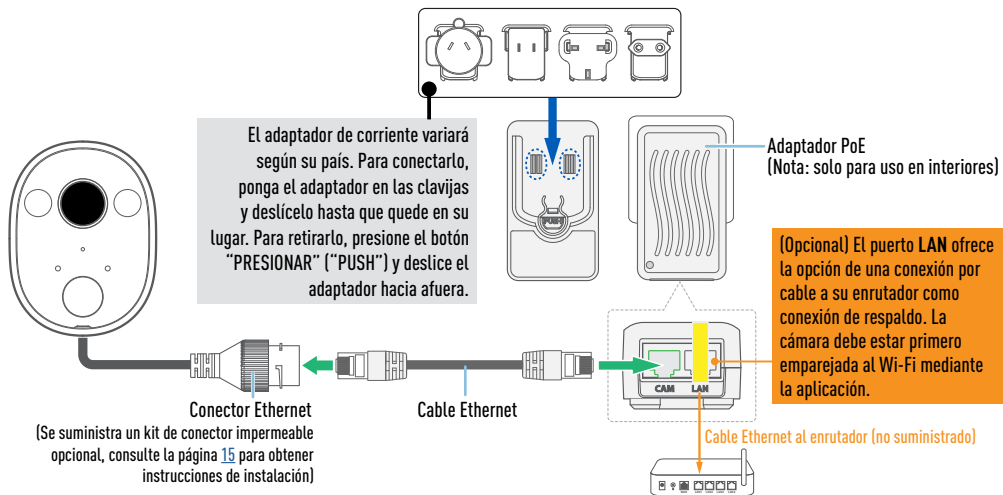 El adaptador de corriente variará
según su país. Para conectarlo,
ponga el adaptador en las clavijas
y deslícelo hasta que quede en su
lugar. Para retirarlo, presione el botón
“PRESIONAR” (“PUSH”) y deslice el
adaptador hacia afuera.
PUSH
Adaptador PoE
(Nota: solo para uso en interiores)
(Opcional) El puerto LAN ofrece
la opción de una conexión por
cable a su enrutador como
conexión de respaldo. La
cámara debe estar primero
emparejada al Wi-Fi mediante
la aplicación.
CAM LAN
Conector Ethernet
(Se suministra un kit de conector impermeable
opcional, consulte la página 15 para obtener
instrucciones de instalación)
Cable Ethernet
Cable Ethernet al enrutador (no suministrado)